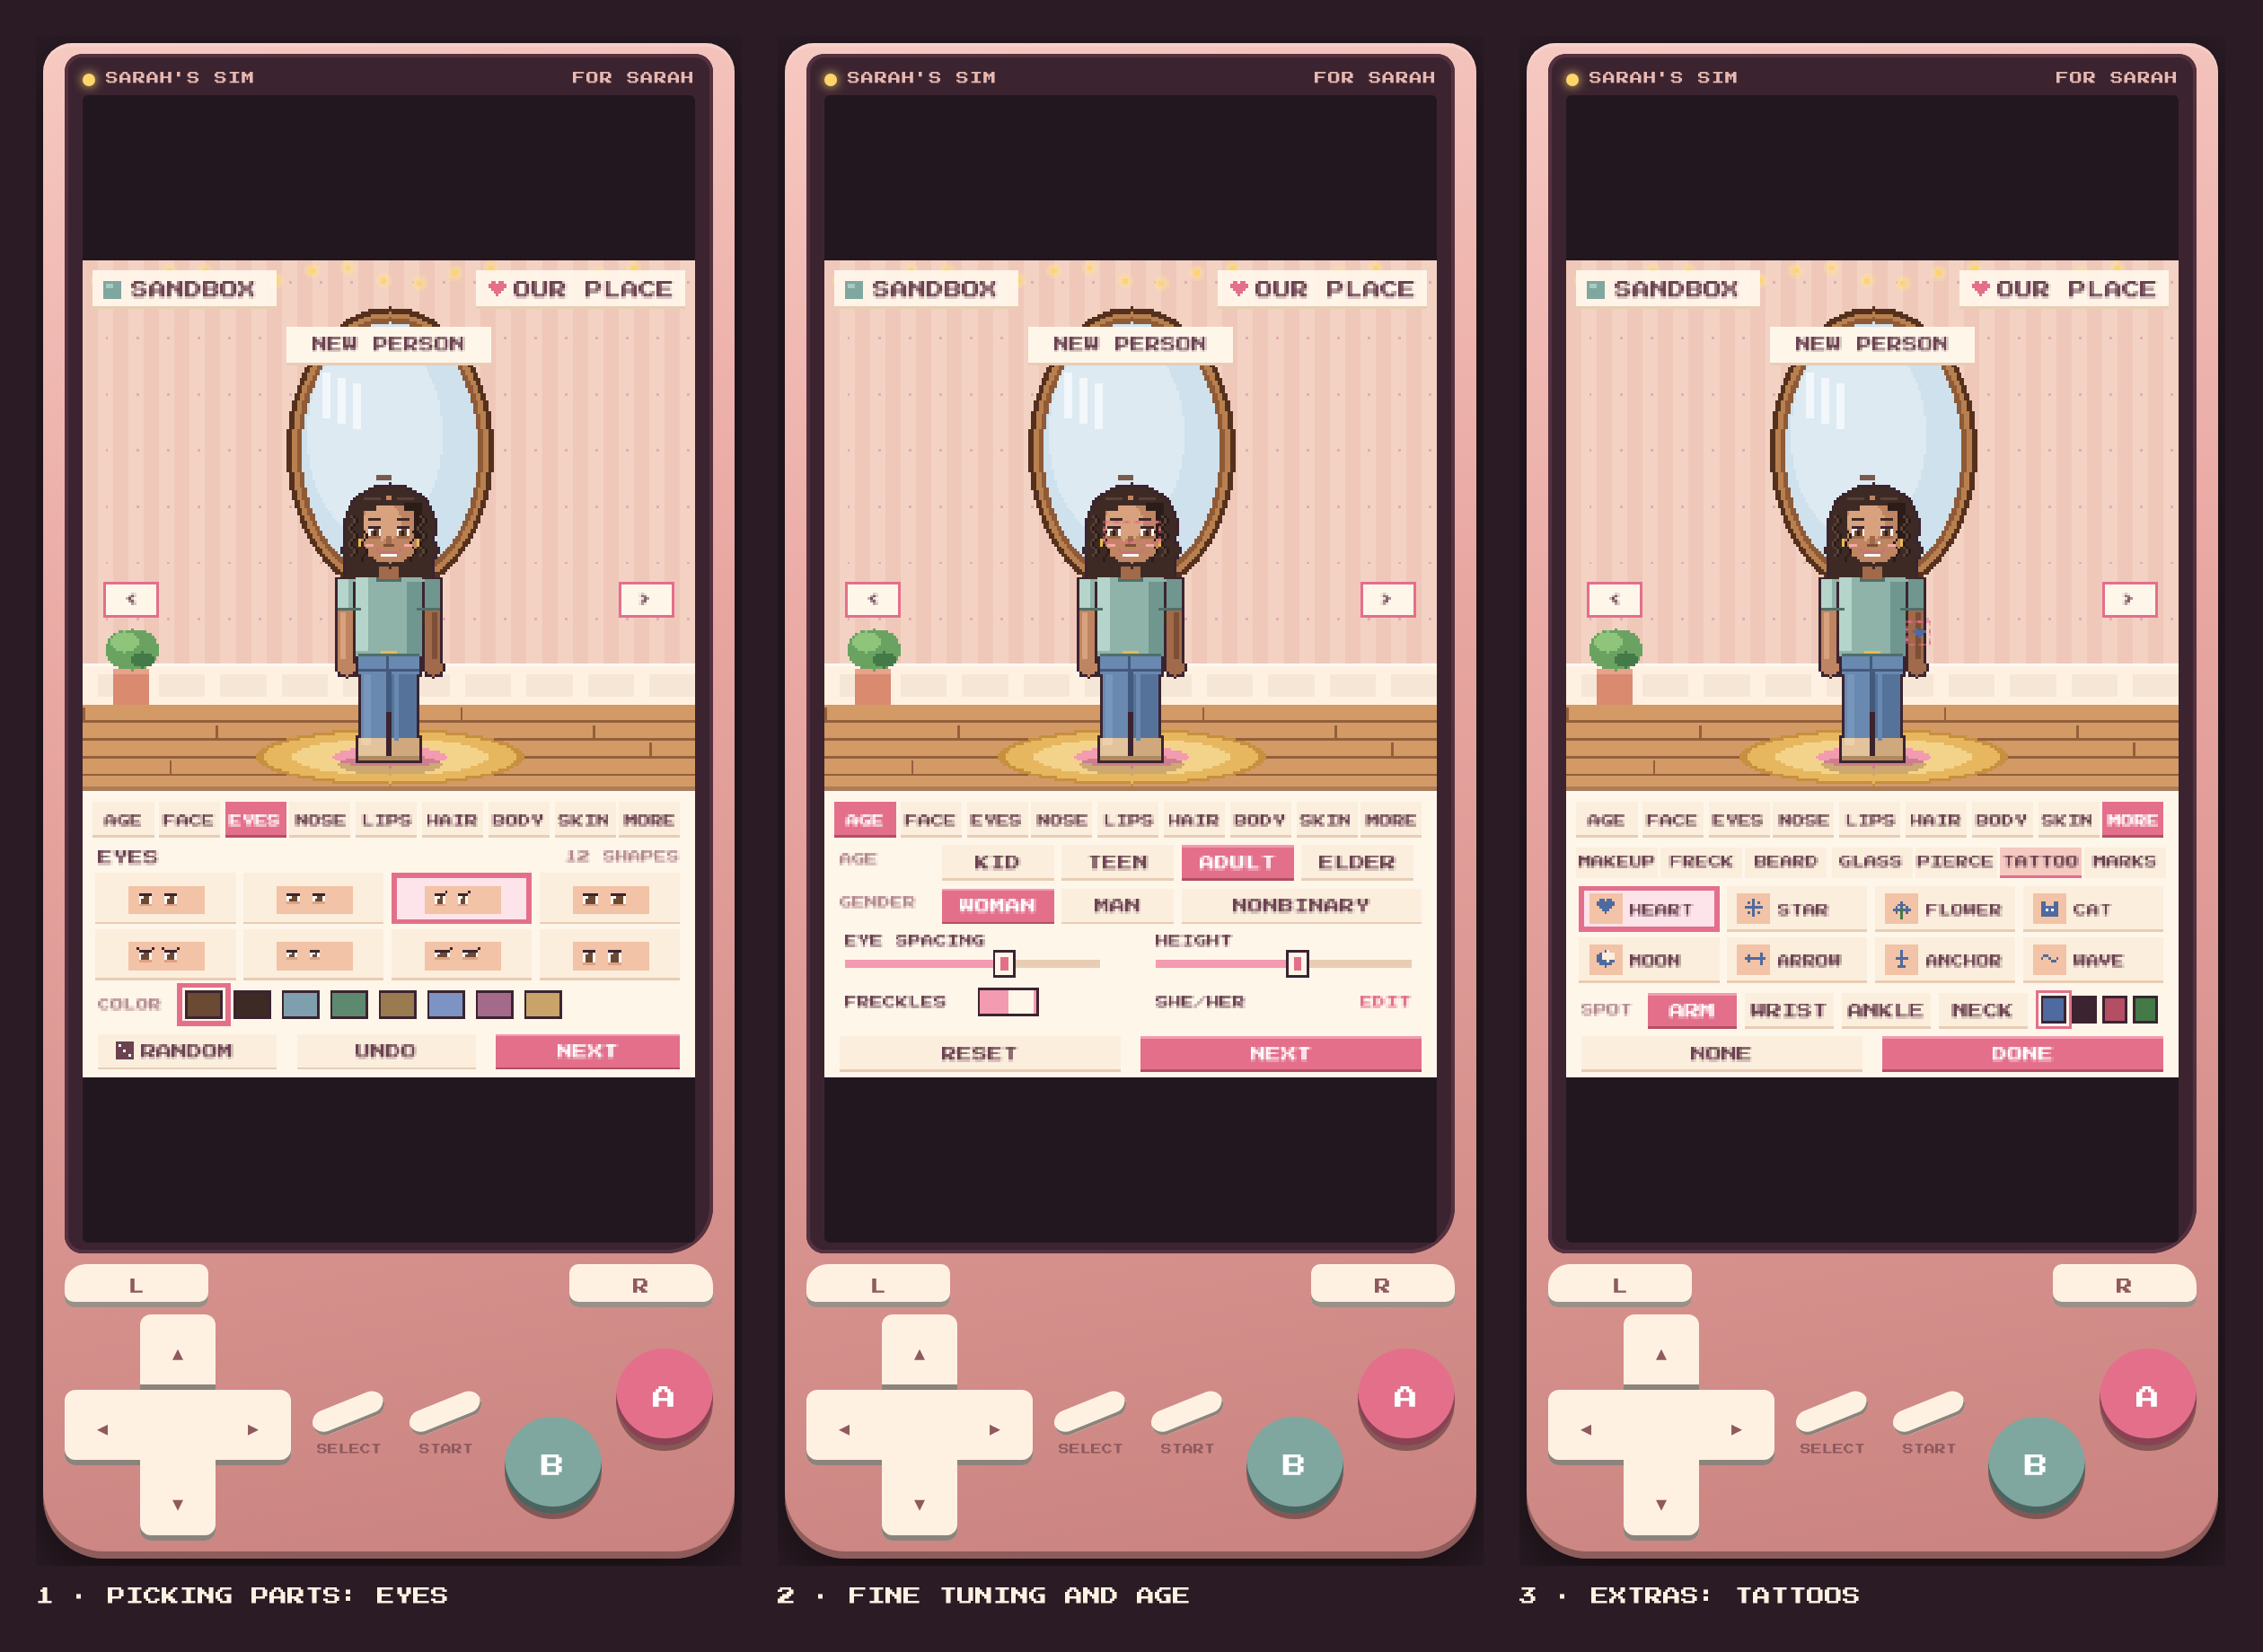 SARAH'S SIM FOR SARAH
SANDBOX OUR PLACE
NEW PERSON
< >
AGE FACE EYES NOSE LIPS HAIR BODY SKIN MORE
EYES 12 SHAPES
COLOR
RANDOM UNDO NEXT
L R
SELECT START B A
1 · PICKING PARTS: EYES
SARAH'S SIM FOR SARAH
SANDBOX OUR PLACE
NEW PERSON
< >
AGE FACE EYES NOSE LIPS HAIR BODY SKIN MORE
AGE KID TEEN ADULT ELDER
GENDER WOMAN MAN NONBINARY
EYE SPACING HEIGHT
FRECKLES SHE/HER EDIT
RESET NEXT
L R
SELECT START B A
2 · FINE TUNING AND AGE
SARAH'S SIM FOR SARAH
SANDBOX OUR PLACE
NEW PERSON
< >
AGE FACE EYES NOSE LIPS HAIR BODY SKIN MORE
MAKEUP FRECK BEARD GLASS PIERCE TATTOO MARKS
HEART STAR FLOWER CAT
MOON ARROW ANCHOR WAVE
SPOT ARM WRIST ANKLE NECK
NONE DONE
L R
SELECT START B A
3 · EXTRAS: TATTOOS